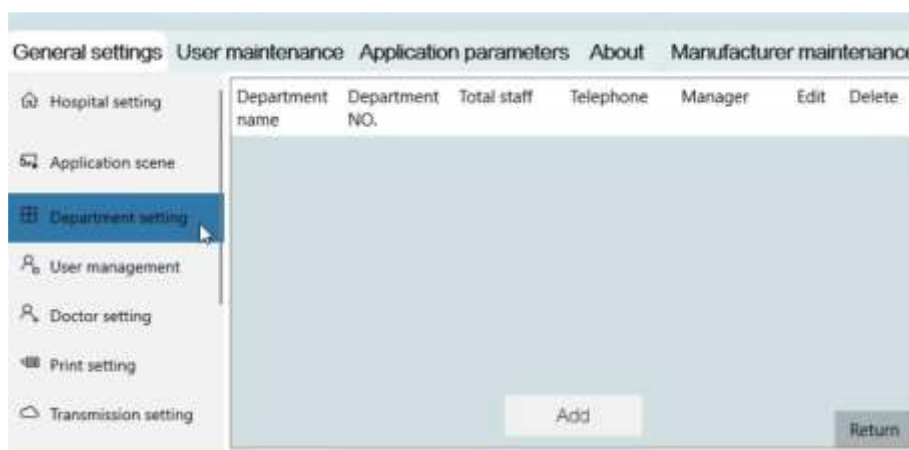 General settings User maintenance Application parameters About Manufacturer maintenance
Hospital setting
Application scene
Department setting
User management
Doctor setting
Print setting
Transmission setting
Department name Department NO. Total staff Telephone Manager Edit Delete
Add
Return